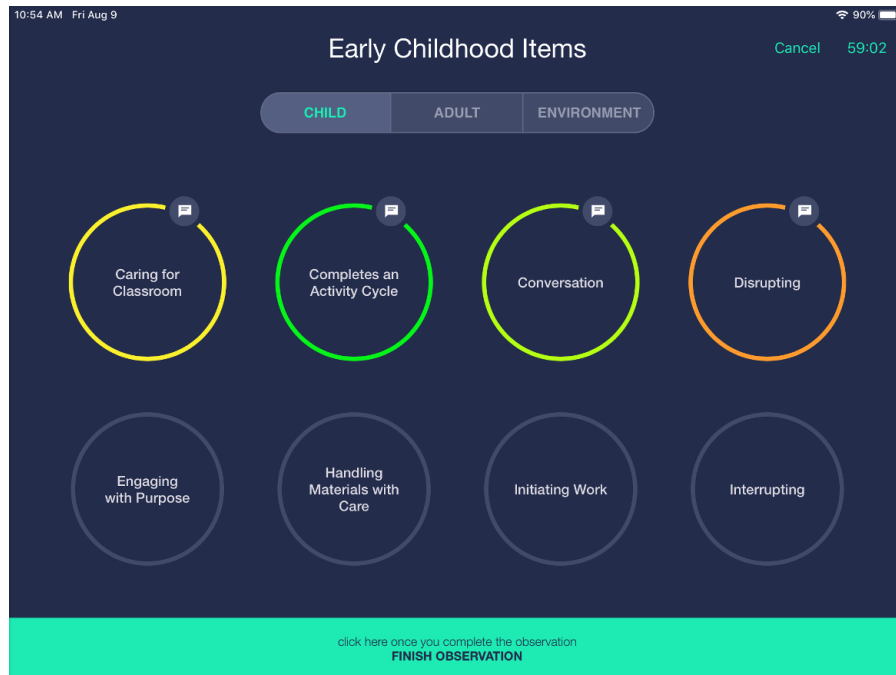 10:54 AM Fri Aug 9
90%
Early Childhood Items
Cancel
59:02
CHILD
ADULT
ENVIRONMENT
Caring for
Classroom
Completes an
Activity Cycle
Conversation
Disrupting
Engaging
with Purpose
Handling
Materials with
Care
Initiating Work
Interrupting
click here once you complete the observation
FINISH OBSERVATION